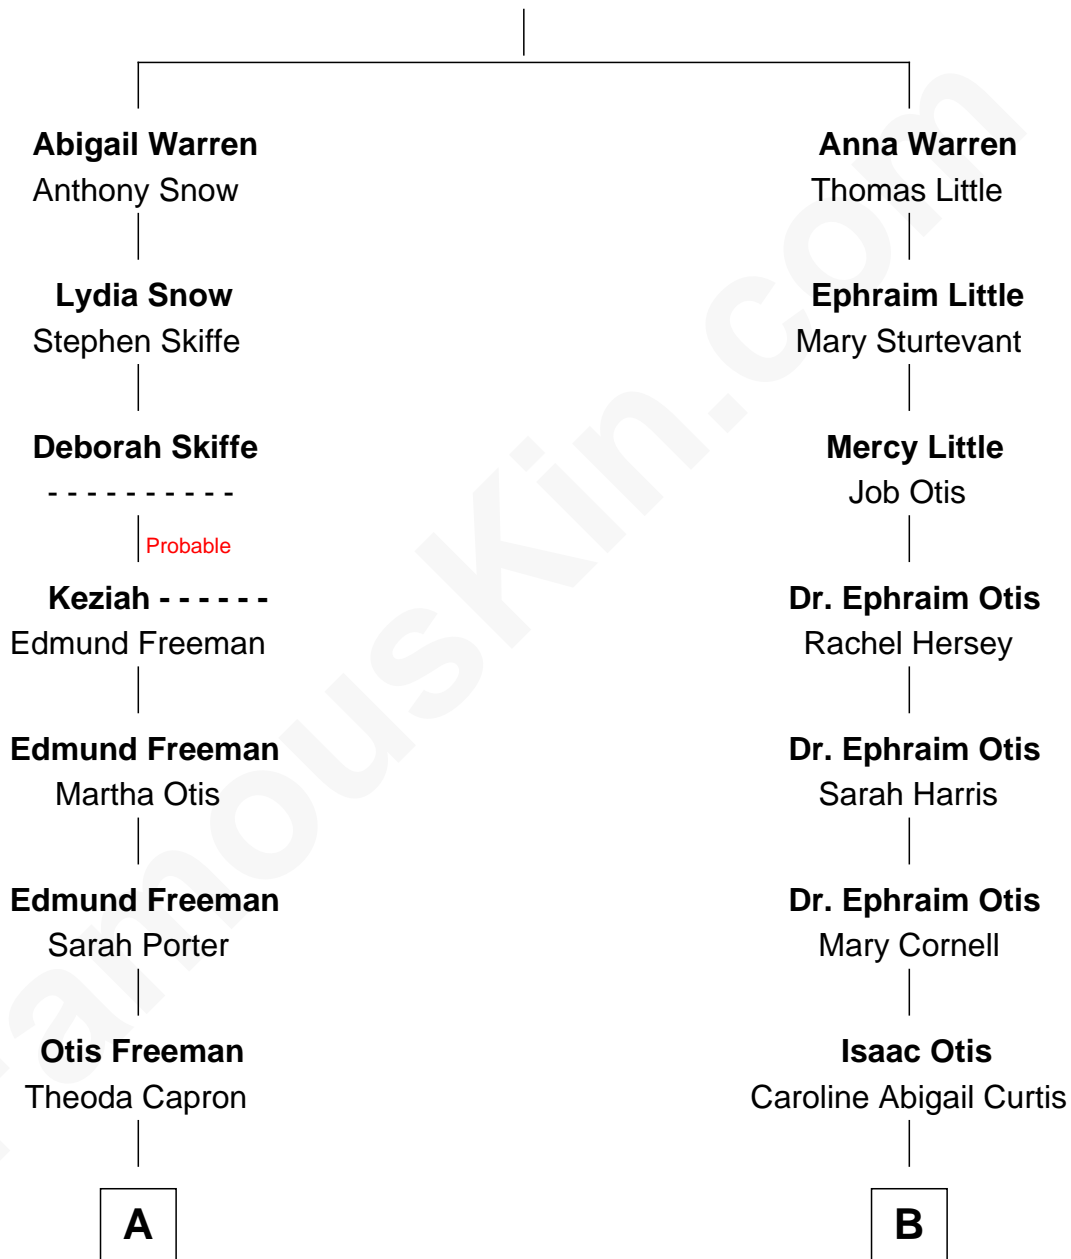 Abigail Warren
Anthony Snow
Lydia Snow
Stephen Skiffe
Deborah Skiffe
- - - - - - - - - -
Probable
Keziah - - - - - -
Edmund Freeman
Edmund Freeman
Martha Otis
Edmund Freeman
Sarah Porter
Otis Freeman
Theoda Capron
A
Anna Warren
Thomas Little
Ephraim Little
Mary Sturtevant
Mercy Little
Job Otis
Dr. Ephraim Otis
Rachel Hersey
Dr. Ephraim Otis
Sarah Harris
Dr. Ephraim Otis
Mary Cornell
Isaac Otis
Caroline Abigail Curtis
B
FamousKin.com